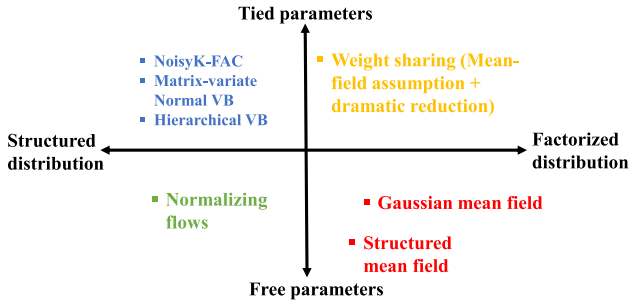 Tied parameters
▪ NoisyK-FAC
▪ Matrix-variate
Normal VB
▪ Hierarchical VB
▪ Weight sharing (Mean-
field assumption +
dramatic reduction)
Structured
distribution
Factorized
distribution
▪ Normalizing
flows
▪ Gaussian mean field
▪ Structured
mean field
Free parameters